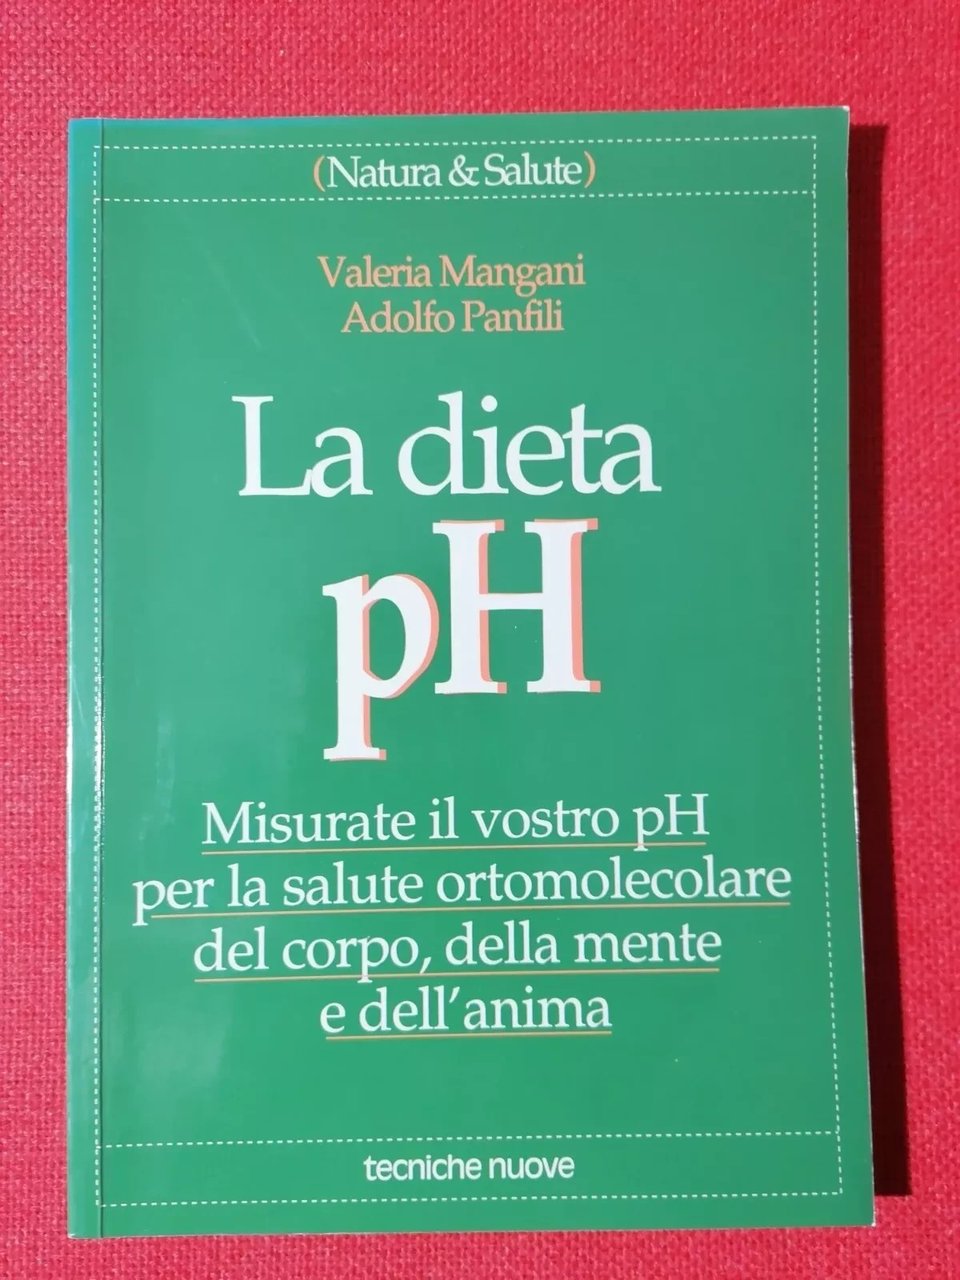 (Natura & Salute)
Valeria Mangani
Adolfo Panfili
La dieta
pH
Misurate il vostro pH
per la salute ortomolecolare
del corpo, della mente
e dell'anima
tecniche nuove